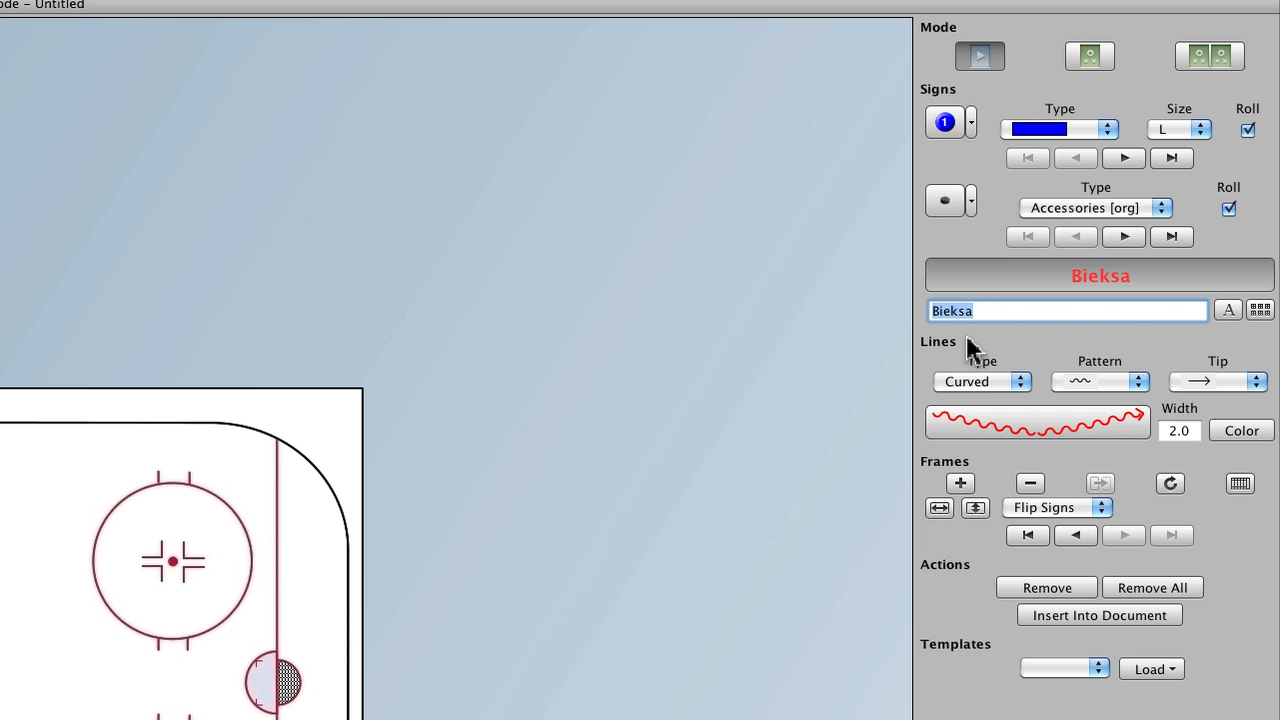 ode – Untitled
Mode
Signs
1
Type
Size
Roll
L
Type
Roll
Accessories [org]
Bieksa
Bieksa
A
Lines
Type
Pattern
Tip
Curved
Width
2.0
Color
Frames
Flip Signs
Actions
Remove
Remove All
Insert Into Document
Templates
Load